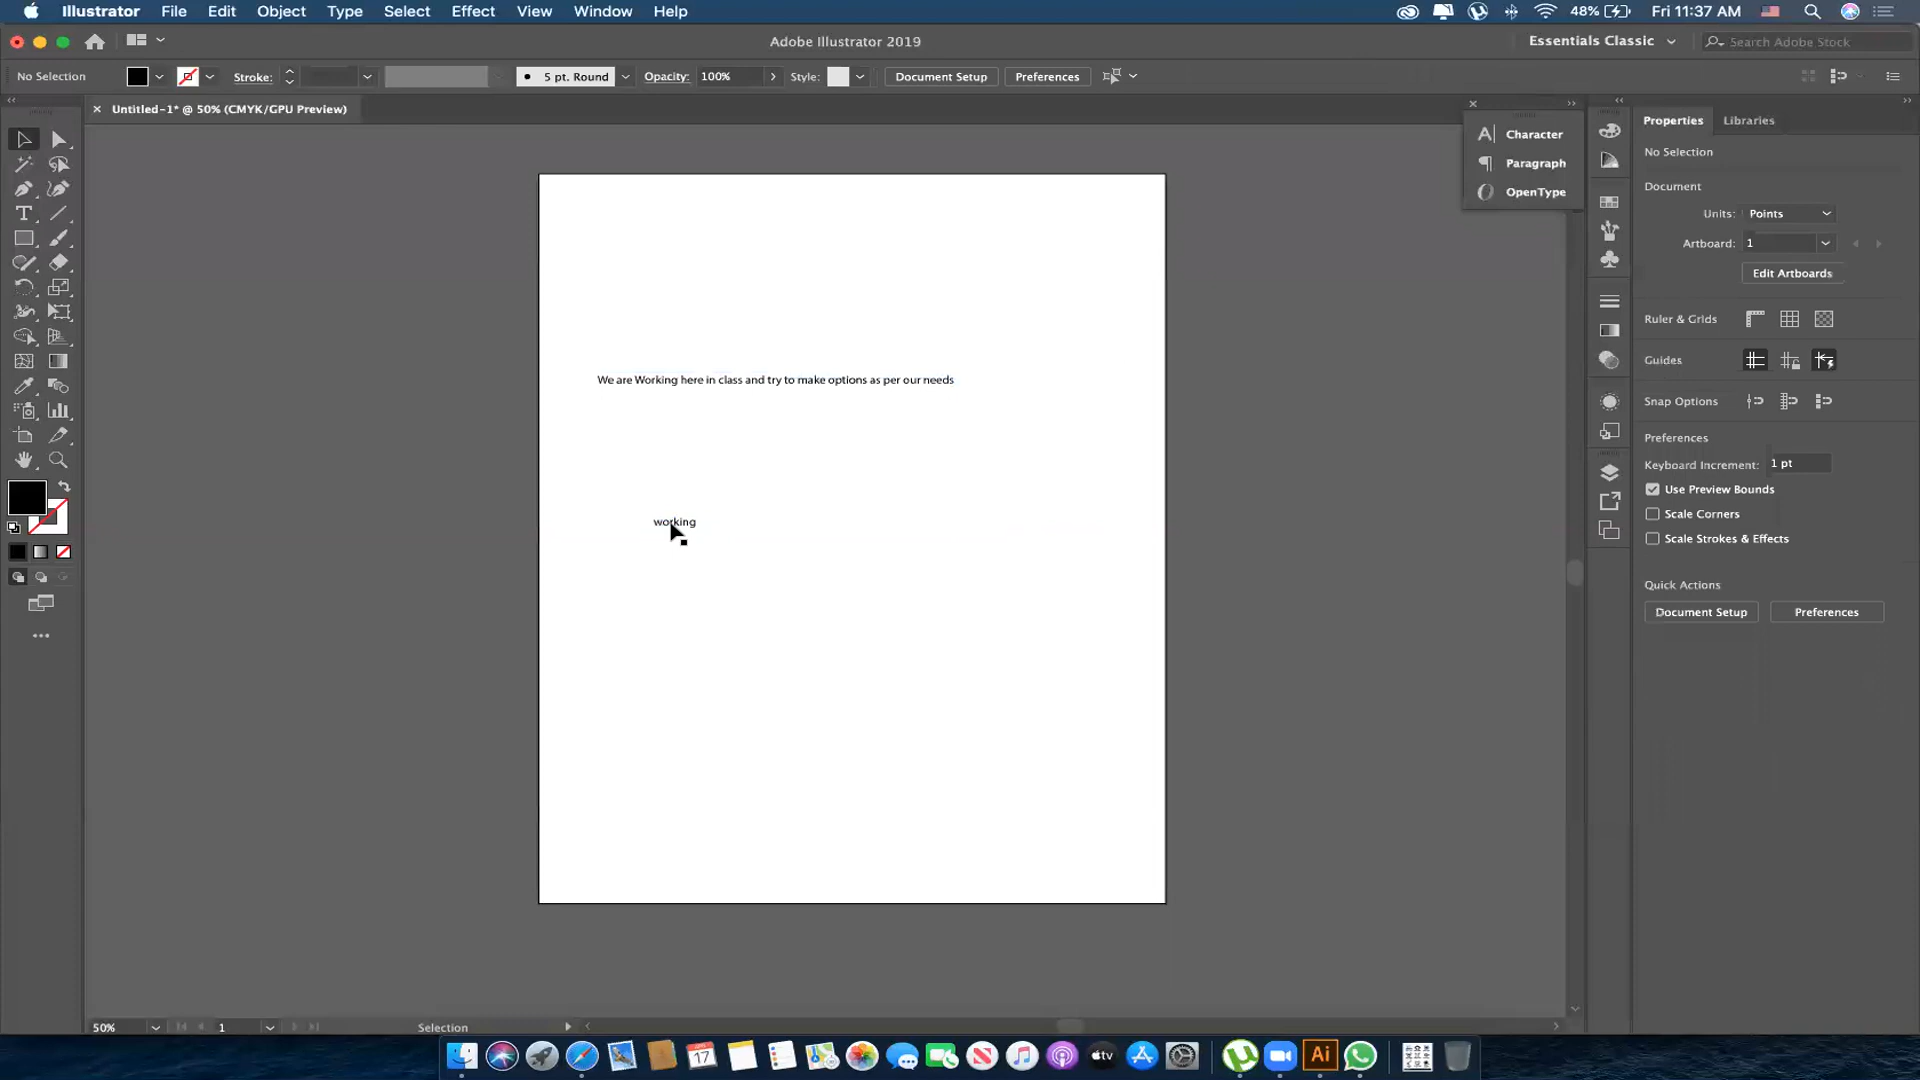 Illustrator File Edit Object Type Select Effect View Window Help 48% Fri 11:37 AM
Adobe Illustrator 2019 Essentials Classic Search Adobe Stock
No Selection Stroke: 5 pt. Round Opacity: 100% Style: Document Setup Preferences
Untitled-1* @ 50% (CMYK/GPU Preview)
Character
Paragraph
OpenType
Properties Libraries
No Selection
Document
Units: Points
Artboard: 1
Edit Artboards
Ruler & Grids
Guides
Snap Options
Preferences
Keyboard Increment: 1 pt
Use Preview Bounds
Scale Corners
Scale Strokes & Effects
Quick Actions
Document Setup Preferences
We are Working here in class and try to make options as per our needs
working
50% 1 Selection
17
tv
Ai